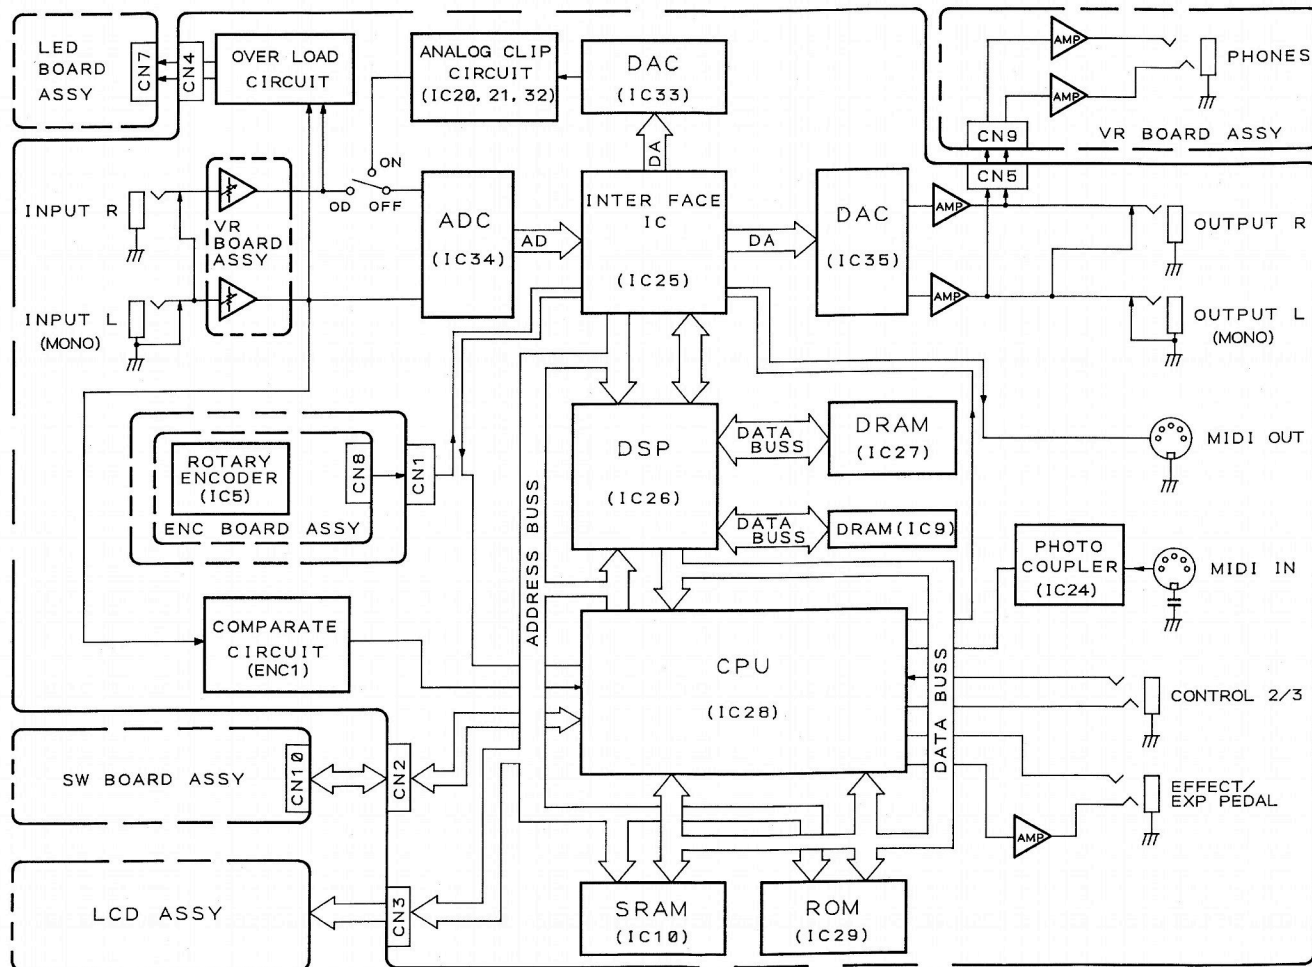 LED
BOARD
ASSY
CN7
CN4
OVER LOAD
CIRCUIT
ANALOG CLIP
CIRCUIT
(IC20, 21, 32)
DAC
(IC33)
AMP
AMP
PHONES
CN9
VR BOARD ASSY
CN5
DA
ON
OD
OFF
INPUT R
VR
BOARD
ASSY
INPUT L
(MONO)
ADC
(IC34)
AD
INTER FACE
IC
(IC25)
DA
DAC
(IC35)
AMP
AMP
OUTPUT R
OUTPUT L
(MONO)
ROTARY
ENCODER
(IC5)
CN8
CN1
ENC BOARD ASSY
ADDRESS BUSS
DSP
(IC26)
DATA
BUSS
DRAM
(IC27)
DATA
BUSS
DRAM(IC9)
MIDI OUT
PHOTO
COUPLER
(IC24)
MIDI IN
COMPARATE
CIRCUIT
(ENC1)
CPU
(IC28)
DATA BUSS
CONTROL 2/3
SW BOARD ASSY
CN10
CN2
EFFECT/
EXP PEDAL
AMP
LCD ASSY
CN3
SRAM
(IC10)
ROM
(IC29)